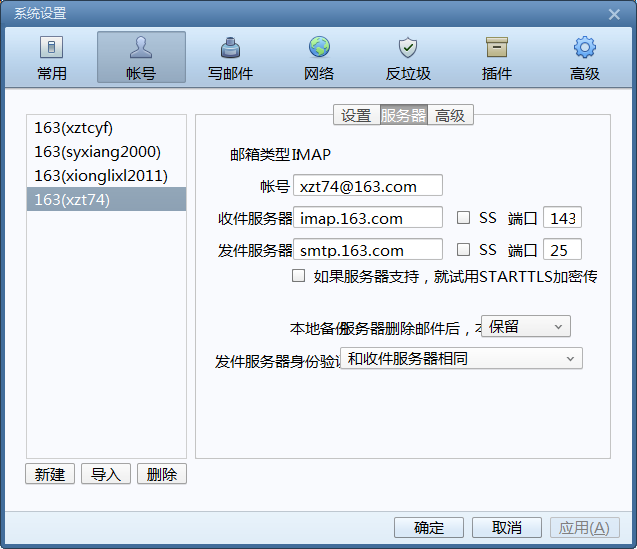 系统设置
常用 帐号 写邮件 网络 反垃圾 插件 高级
设置 服务器 高级
163(xztcyf)
163(syxiang2000)
163(xionglixl2011)
163(xzt74)
邮箱类型 IMAP
帐号 xzt74@163.com
收件服务器 imap.163.com SS 端口 143
发件服务器 smtp.163.com SS 端口 25
如果服务器支持，就试用STARTTLS加密传
本地备份 服务器删除邮件后， 保留
发件服务器身份验 和收件服务器相同
新建 导入 删除
确定 取消 应用(A)